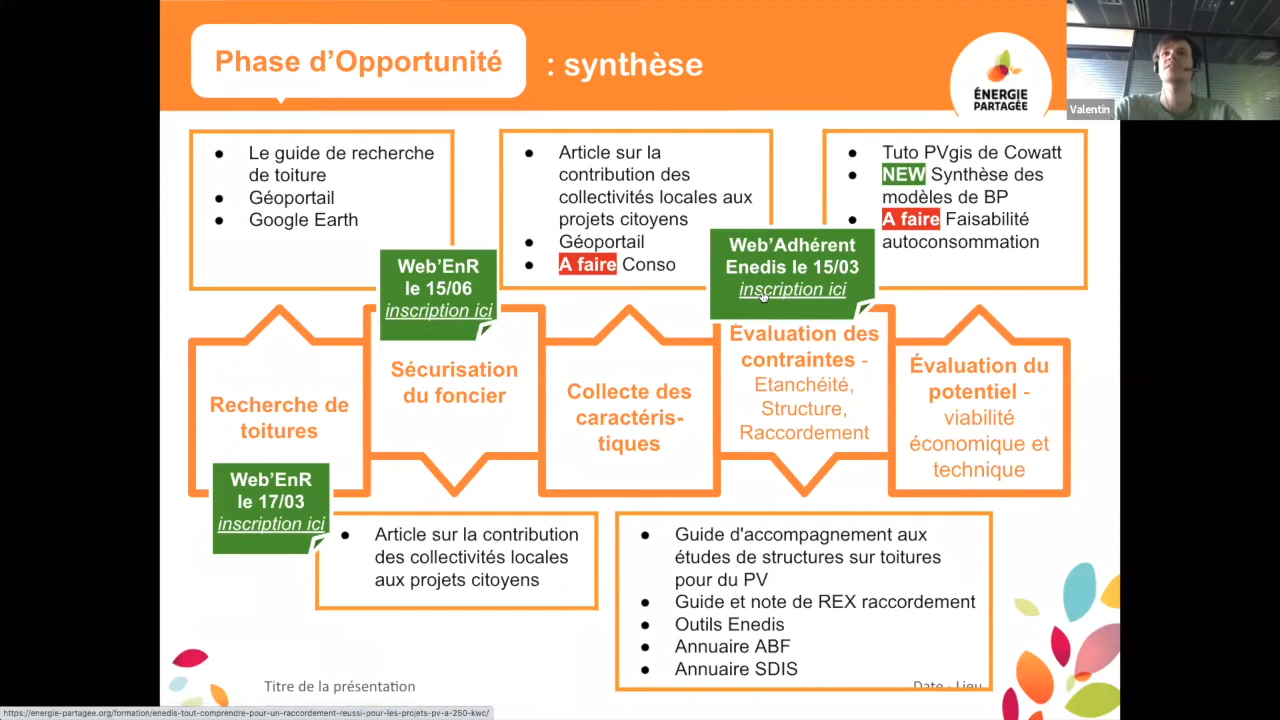 Phase d’Opportunité
: synthèse
ÉNERGIE
PARTAGÉE
Valentin
● Le guide de recherche
de toiture
● Géoportail
● Google Earth
● Article sur la
contribution des
collectivités locales aux
projets citoyens
● Géoportail
● A faire Conso
● Tuto PVgis de Cowatt
● NEW Synthèse des
modèles de BP
● A faire Faisabilité
autoconsommation
Web’EnR
le 15/06
inscription ici
Web’Adhérent
Enedis le 15/03
inscription ici
Recherche de
toitures
Sécurisation
du foncier
Collecte des
caractéris-
tiques
Évaluation des
contraintes -
Etanchéité,
Structure,
Raccordement
Évaluation du
potentiel -
viabilité
économique et
technique
Web’EnR
le 17/03
inscription ici
● Article sur la contribution
des collectivités locales
aux projets citoyens
● Guide d'accompagnement aux
études de structures sur toitures
pour du PV
● Guide et note de REX raccordement
● Outils Enedis
● Annuaire ABF
● Annuaire SDIS
Titre de la présentation
Date - Lieu
https://energie-partagee.org/formation/enedis-tout-comprendre-pour-un-raccordement-reussi-pour-les-projets-pv-a-250-kwc/